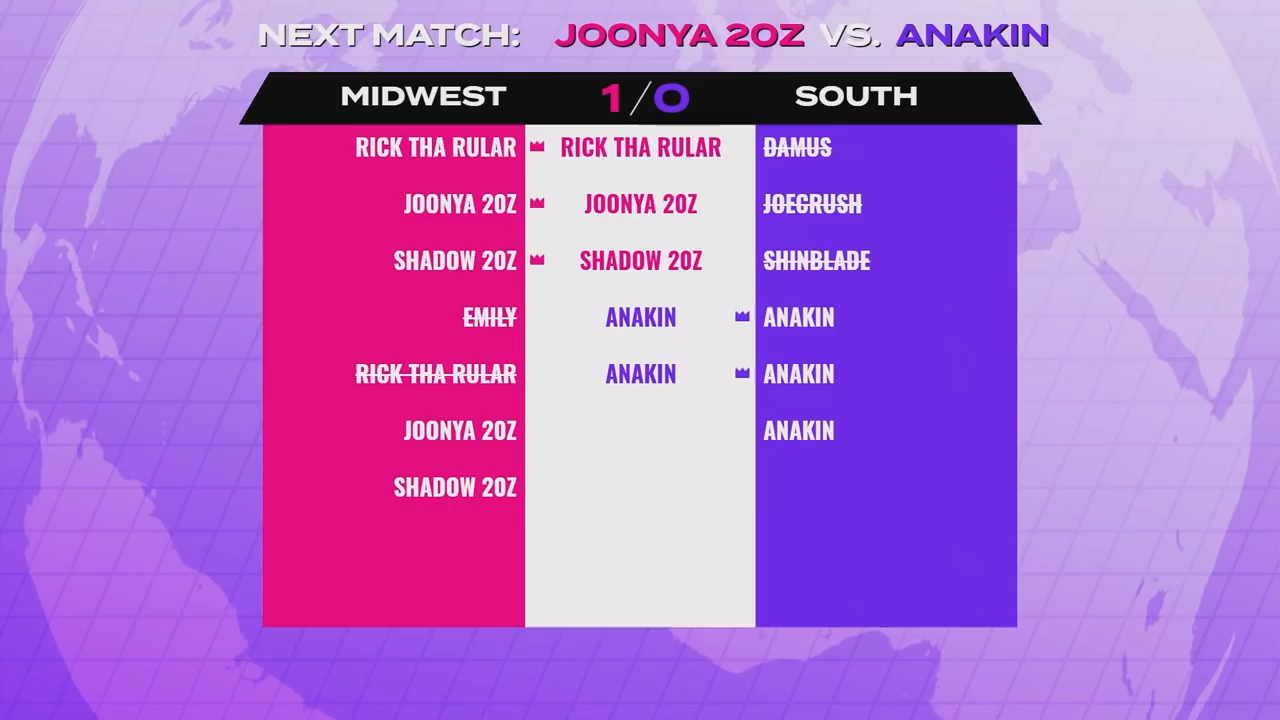 NEXT MATCH: JOONYA 2OZ VS. ANAKIN
MIDWEST 1/0 SOUTH
RICK THA RULAR RICK THA RULAR DAMUS
JOONYA 2OZ JOONYA 2OZ JOECRUSH
SHADOW 2OZ SHADOW 2OZ SHINBLADE
EMILY ANAKIN ANAKIN
RICK THA RULAR ANAKIN ANAKIN
JOONYA 2OZ ANAKIN
SHADOW 2OZ